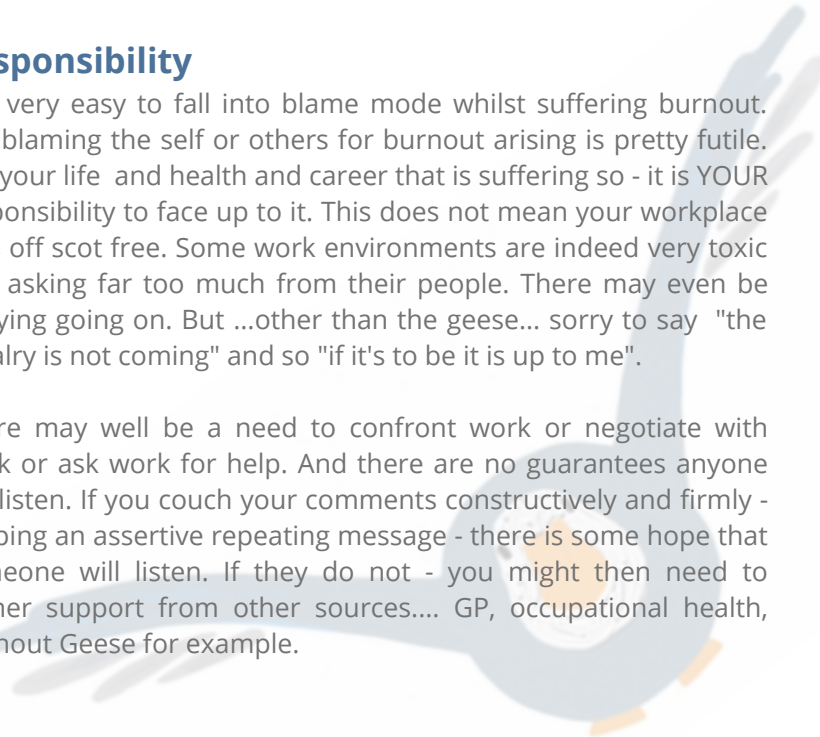 sponsibility
very easy to fall into blame mode whilst suffering burnout.
blaming the self or others for burnout arising is pretty futile.
your life  and health and career that is suffering so - it is YOUR
ponsibility to face up to it. This does not mean your workplace
off scot free. Some work environments are indeed very toxic
asking far too much from their people. There may even be
ying going on. But ...other than the geese... sorry to say  "the
alry is not coming" and so "if it's to be it is up to me".
re may well be a need to confront work or negotiate with
k or ask work for help. And there are no guarantees anyone
listen. If you couch your comments constructively and firmly -
ping an assertive repeating message - there is some hope that
neone will listen. If they do not - you might then need to
ner support from other sources.... GP, occupational health,
nout Geese for example.